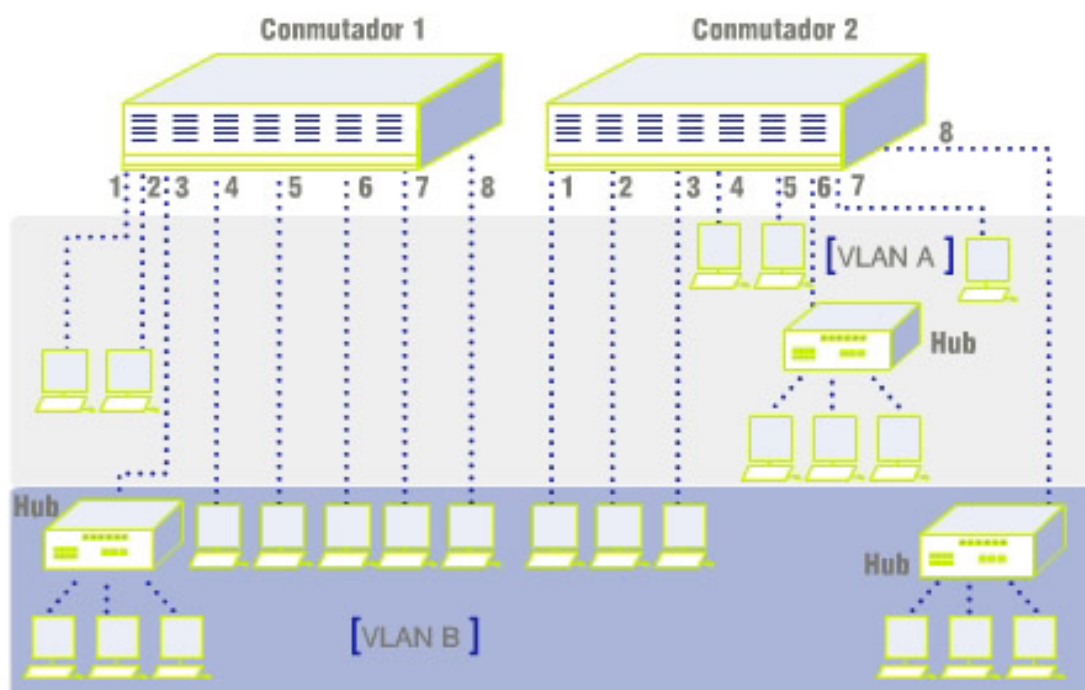 Conmutador 1
Conmutador 2
1 2 3 4 5 6 7 8
1 2 3 4 5 6 7 8
[VLAN A]
Hub
Hub
Hub
[VLAN B]